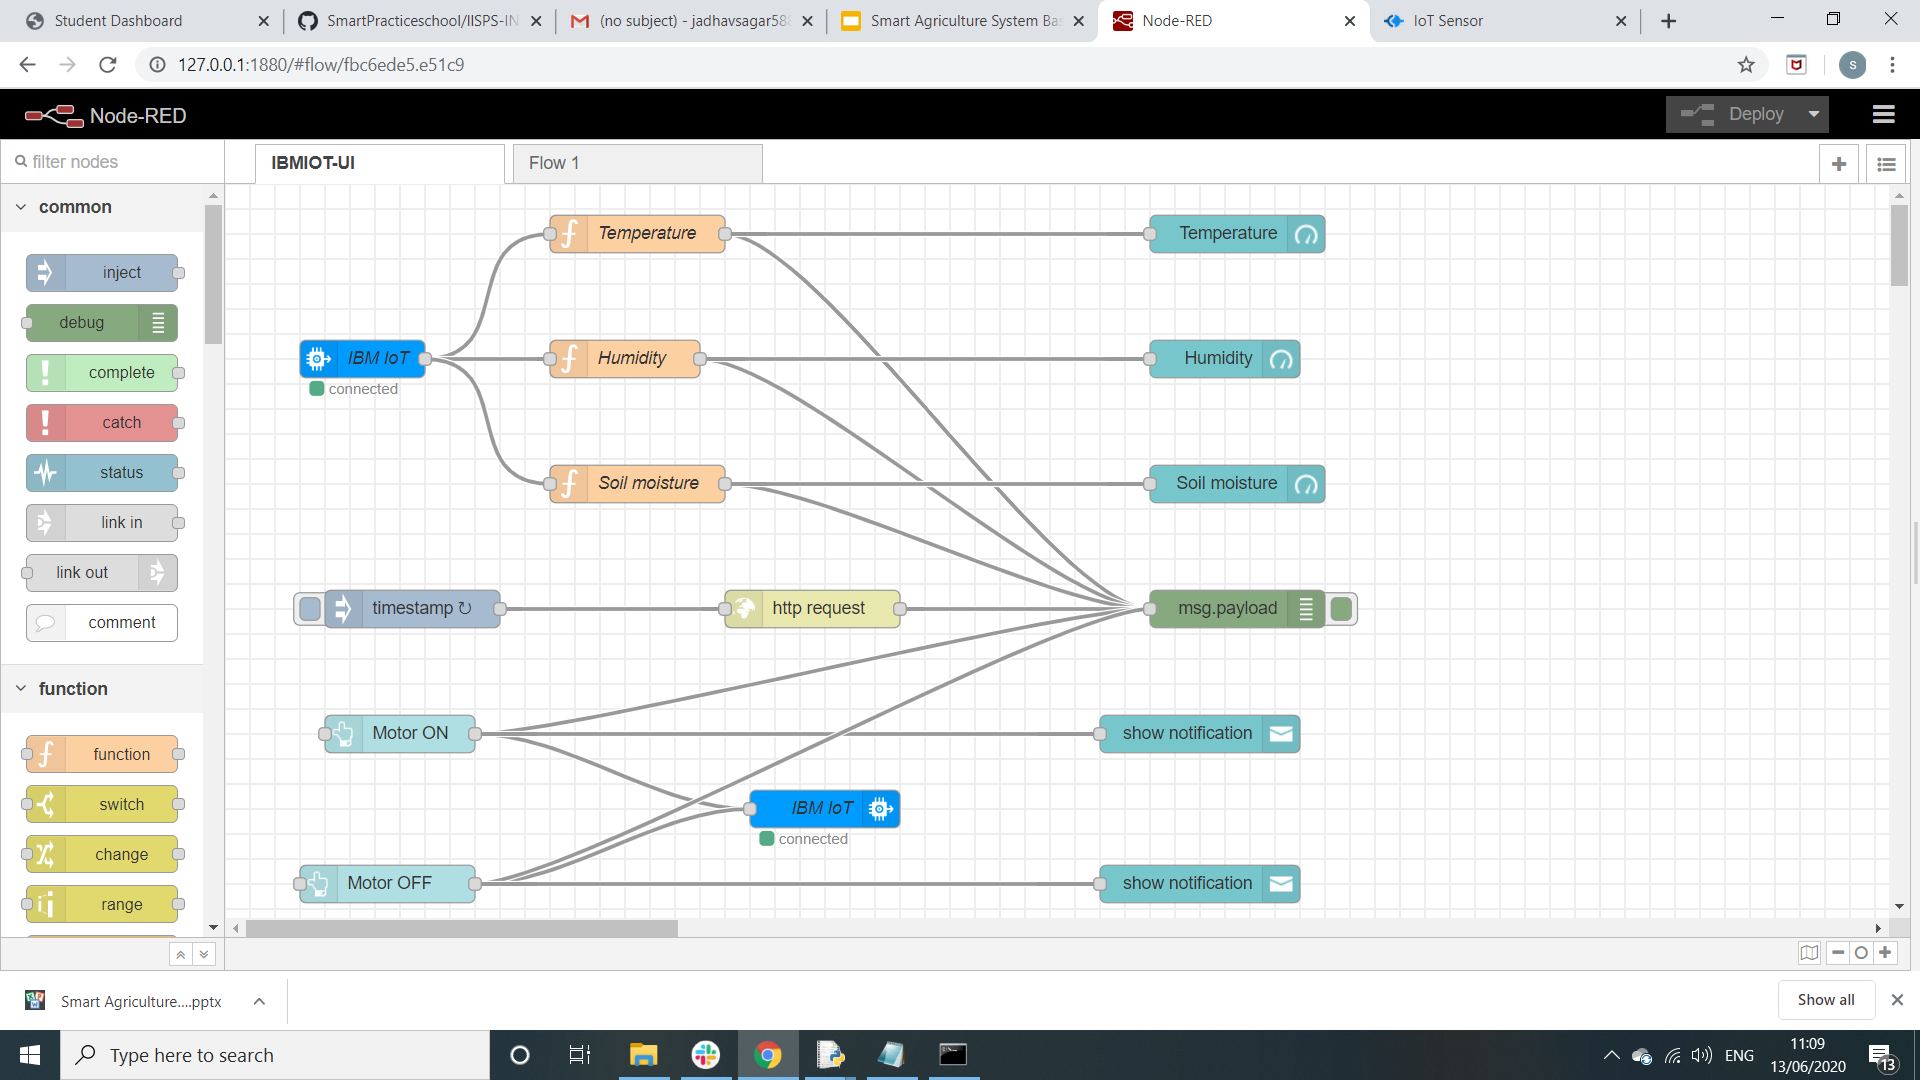 Student Dashboard
SmartPracticeschool/IISPS-IN
(no subject) - jadhavsagar588
Smart Agriculture System Bas
Node-RED
IoT Sensor
127.0.0.1:1880/#flow/fbc6ede5.e51c9
s
Node-RED
Deploy
filter nodes
IBMIOT-UI
Flow 1
common
inject
debug
complete
catch
status
link in
link out
comment
function
function
switch
change
range
Temperature
Temperature
IBM IoT
connected
Humidity
Humidity
Soil moisture
Soil moisture
timestamp ↻
http request
msg.payload
Motor ON
show notification
IBM IoT
connected
Motor OFF
show notification
Smart Agriculture....pptx
Show all
Type here to search
ENG
11:09
13/06/2020
13